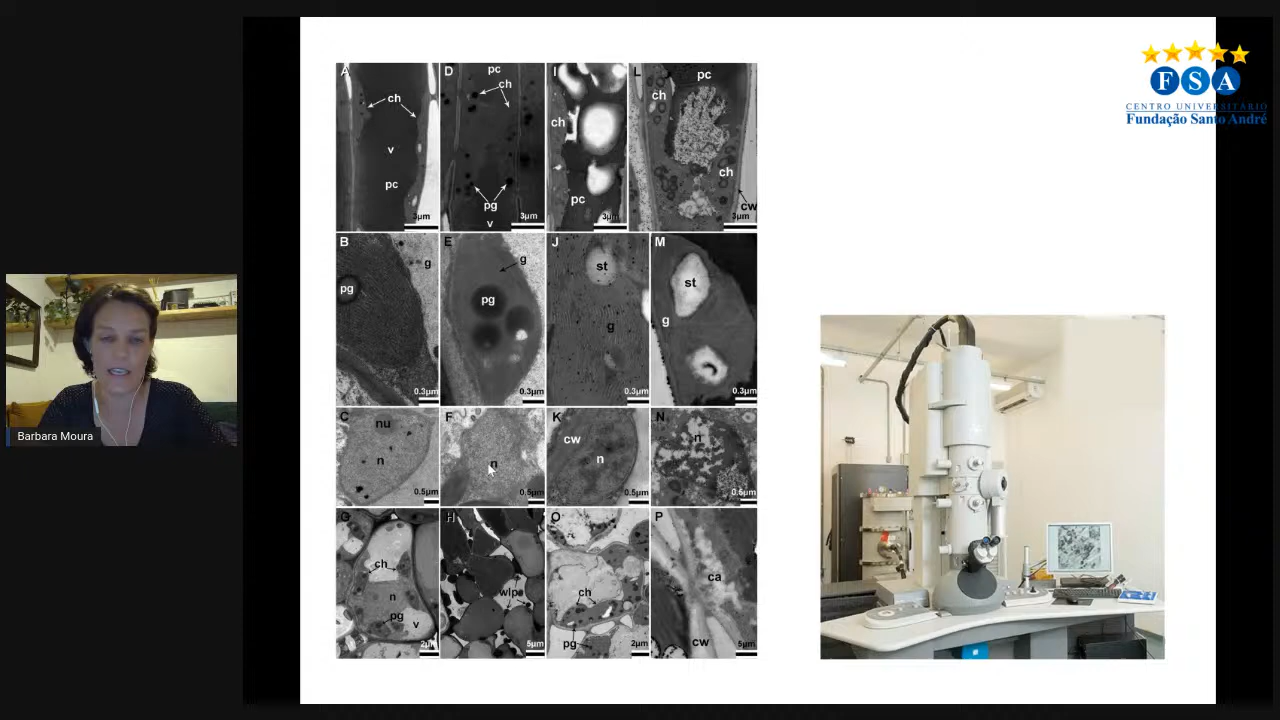 FSA
CENTRO UNIVERSITÁRIO
Fundação Santo André
Barbara Moura
A
ch
v
pc
3µm
D
pc
ch
pg
v
3µm
I
ch
pc
3µm
L
pc
ch
ch
cw
3µm
B
pg
g
0.3µm
E
g
pg
0.3µm
J
st
g
0.3µm
M
st
g
0.3µm
C
nu
n
0.5µm
F
n
0.5µm
K
cw
n
0.5µm
N
n
0.5µm
G
ch
n
pg
v
2µm
H
wlp
5µm
O
ch
pg
2µm
P
ca
cw
5µm